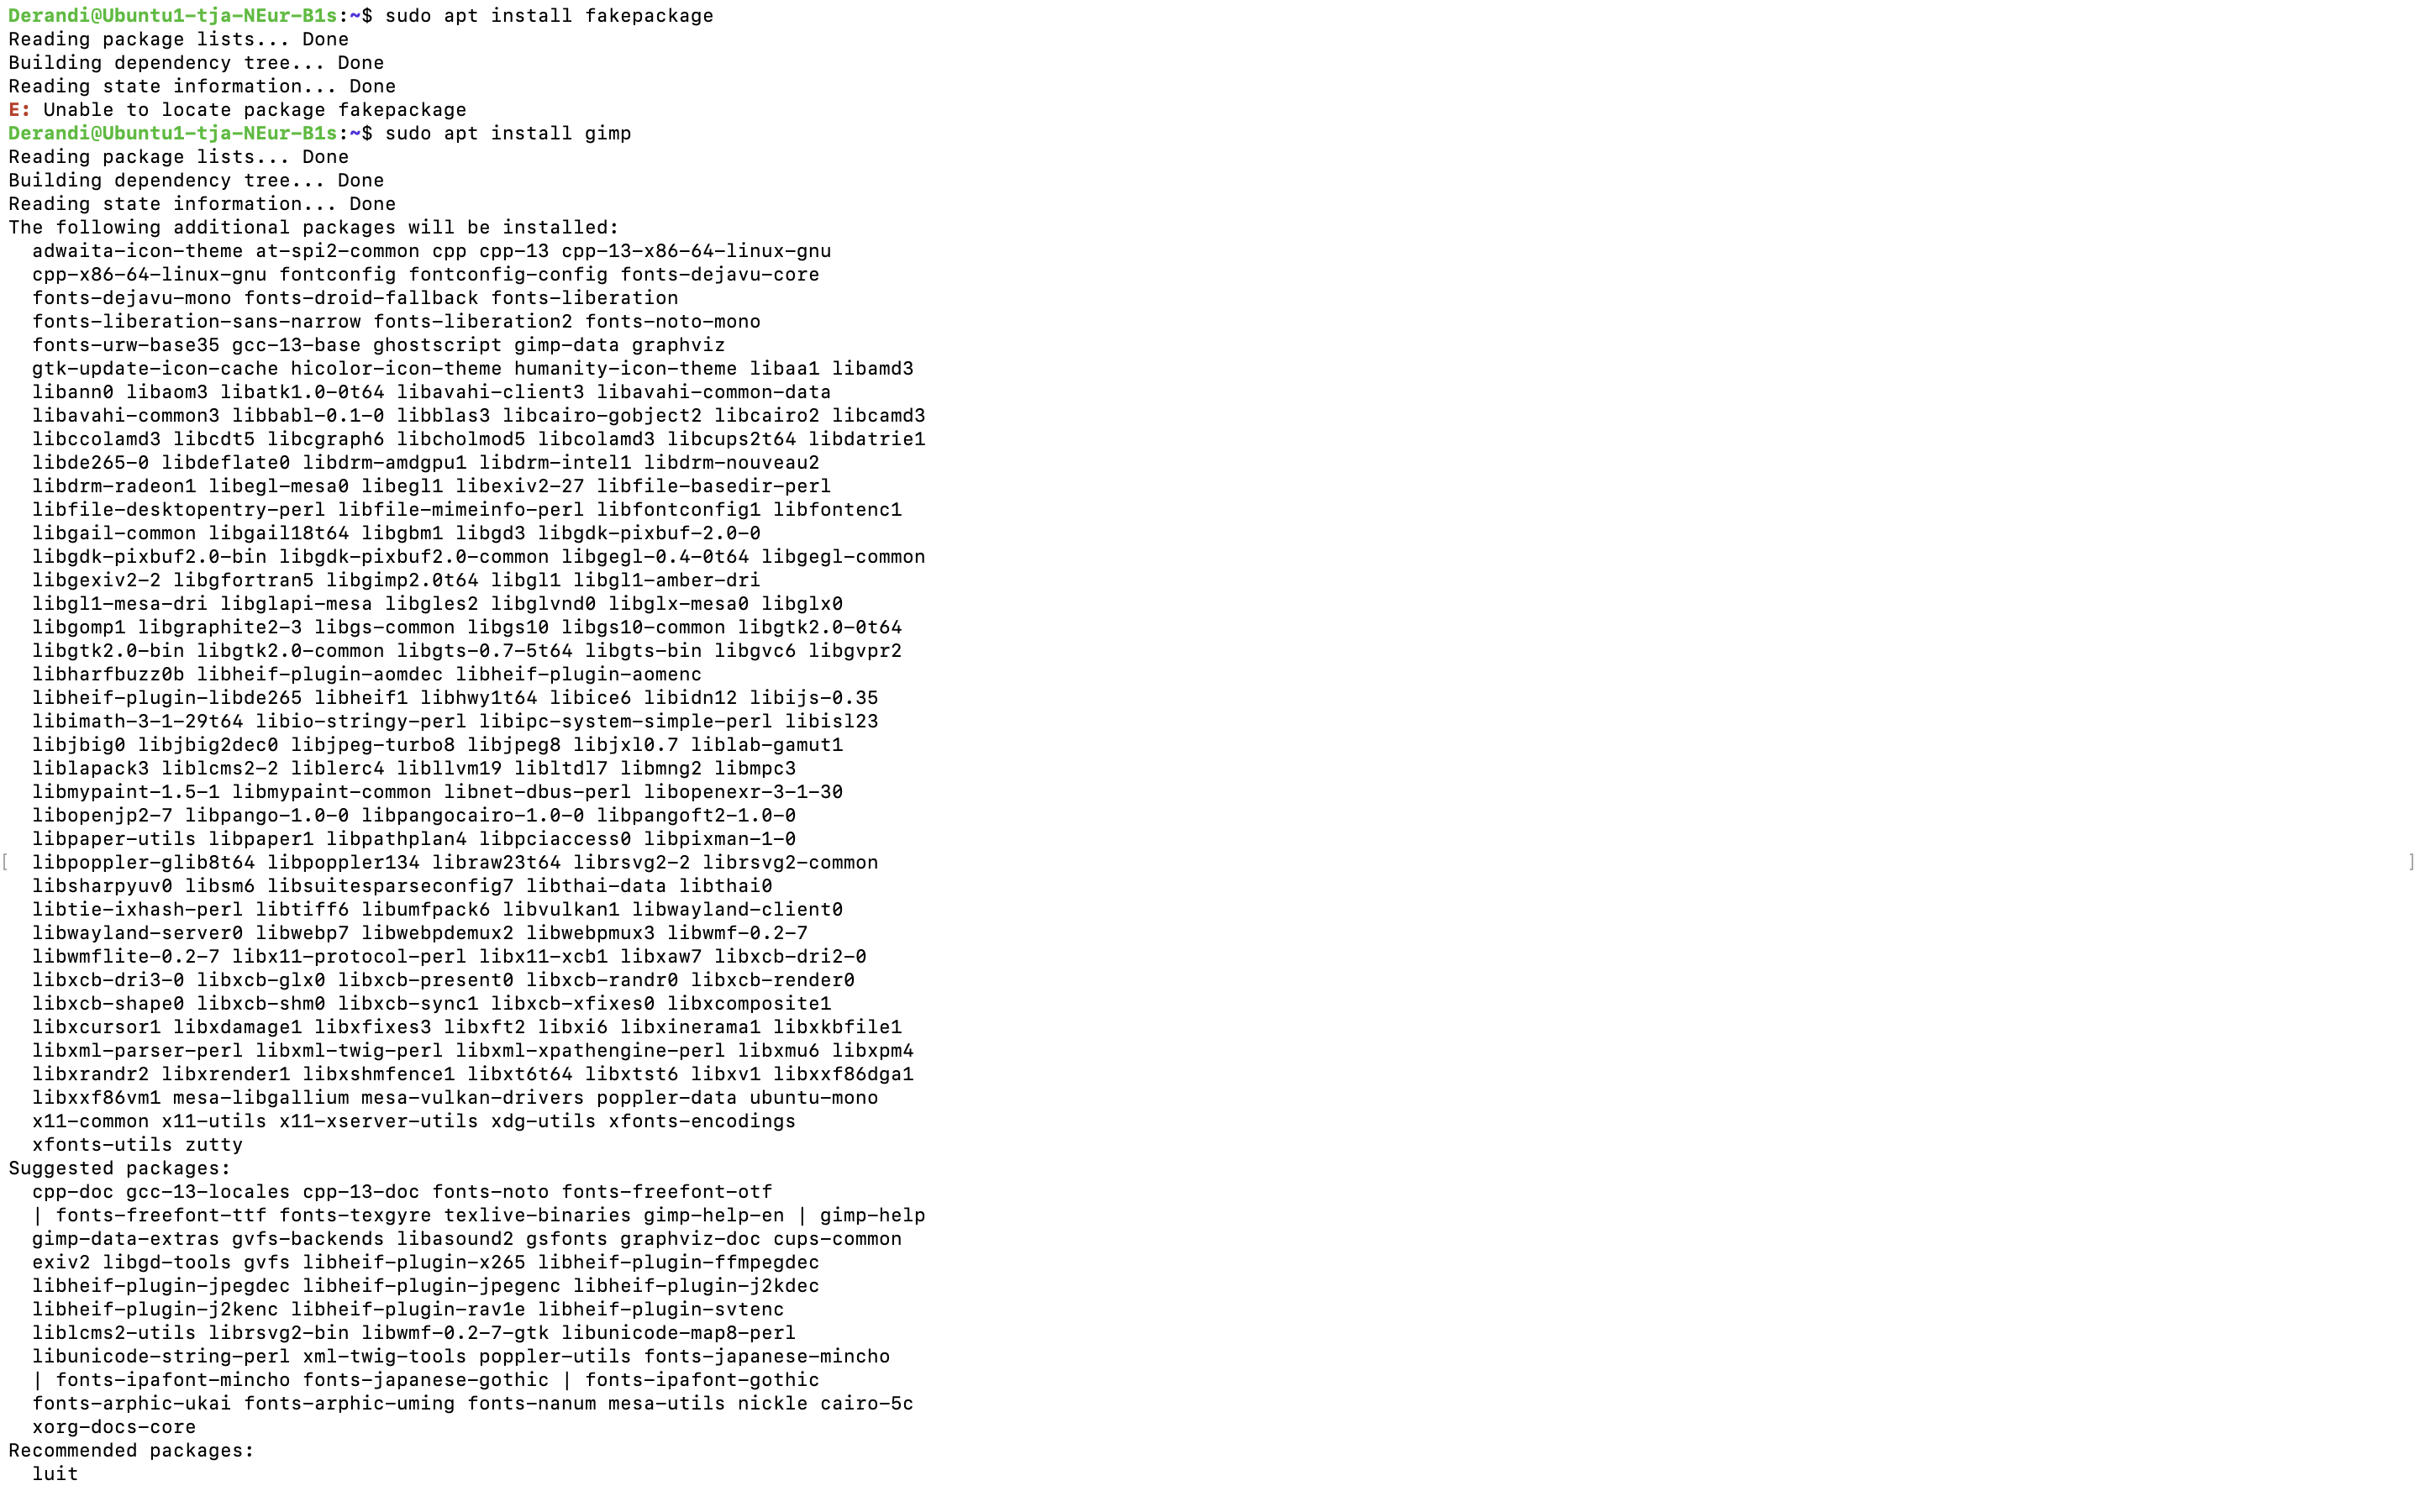 Derandi@Ubuntu1-tja-NEur-B1s:~$ sudo apt install fakepackage
Reading package lists... Done
Building dependency tree... Done
Reading state information... Done
E: Unable to locate package fakepackage
Derandi@Ubuntu1-tja-NEur-B1s:~$ sudo apt install gimp
Reading package lists... Done
Building dependency tree... Done
Reading state information... Done
The following additional packages will be installed:
  adwaita-icon-theme at-spi2-common cpp cpp-13 cpp-13-x86-64-linux-gnu
  cpp-x86-64-linux-gnu fontconfig fontconfig-config fonts-dejavu-core
  fonts-dejavu-mono fonts-droid-fallback fonts-liberation
  fonts-liberation-sans-narrow fonts-liberation2 fonts-noto-mono
  fonts-urw-base35 gcc-13-base ghostscript gimp-data graphviz
  gtk-update-icon-cache hicolor-icon-theme humanity-icon-theme libaa1 libamd3
  libann0 libaom3 libatk1.0-0t64 libavahi-client3 libavahi-common-data
  libavahi-common3 libbabl-0.1-0 libblas3 libcairo-gobject2 libcairo2 libcamd3
  libccolamd3 libcdt5 libcgraph6 libcholmod5 libcolamd3 libcups2t64 libdatrie1
  libde265-0 libdeflate0 libdrm-amdgpu1 libdrm-intel1 libdrm-nouveau2
  libdrm-radeon1 libegl-mesa0 libegl1 libexiv2-27 libfile-basedir-perl
  libfile-desktopentry-perl libfile-mimeinfo-perl libfontconfig1 libfontenc1
  libgail-common libgail18t64 libgbm1 libgd3 libgdk-pixbuf-2.0-0
  libgdk-pixbuf2.0-bin libgdk-pixbuf2.0-common libgegl-0.4-0t64 libgegl-common
  libgexiv2-2 libgfortran5 libgimp2.0t64 libgl1 libgl1-amber-dri
  libgl1-mesa-dri libglapi-mesa libgles2 libglvnd0 libglx-mesa0 libglx0
  libgomp1 libgraphite2-3 libgs-common libgs10 libgs10-common libgtk2.0-0t64
  libgtk2.0-bin libgtk2.0-common libgts-0.7-5t64 libgts-bin libgvc6 libgvpr2
  libharfbuzz0b libheif-plugin-aomdec libheif-plugin-aomenc
  libheif-plugin-libde265 libheif1 libhwy1t64 libice6 libidn12 libijs-0.35
  libimath-3-1-29t64 libio-stringy-perl libipc-system-simple-perl libisl23
  libjbig0 libjbig2dec0 libjpeg-turbo8 libjpeg8 libjxl0.7 liblab-gamut1
  liblapack3 liblcms2-2 liblerc4 libllvm19 libltdl7 libmng2 libmpc3
  libmypaint-1.5-1 libmypaint-common libnet-dbus-perl libopenexr-3-1-30
  libopenjp2-7 libpango-1.0-0 libpangocairo-1.0-0 libpangoft2-1.0-0
  libpaper-utils libpaper1 libpathplan4 libpciaccess0 libpixman-1-0
[ libpoppler-glib8t64 libpoppler134 libraw23t64 librsvg2-2 librsvg2-common ]
  libsharpyuv0 libsm6 libsuitesparseconfig7 libthai-data libthai0
  libtie-ixhash-perl libtiff6 libumfpack6 libvulkan1 libwayland-client0
  libwayland-server0 libwebp7 libwebpdemux2 libwebpmux3 libwmf-0.2-7
  libwmflite-0.2-7 libx11-protocol-perl libx11-xcb1 libxaw7 libxcb-dri2-0
  libxcb-dri3-0 libxcb-glx0 libxcb-present0 libxcb-randr0 libxcb-render0
  libxcb-shape0 libxcb-shm0 libxcb-sync1 libxcb-xfixes0 libxcomposite1
  libxcursor1 libxdamage1 libxfixes3 libxft2 libxi6 libxinerama1 libxkbfile1
  libxml-parser-perl libxml-twig-perl libxml-xpathengine-perl libxmu6 libxpm4
  libxrandr2 libxrender1 libxshmfence1 libxt6t64 libxtst6 libxv1 libxxf86dga1
  libxxf86vm1 mesa-libgallium mesa-vulkan-drivers poppler-data ubuntu-mono
  x11-common x11-utils x11-xserver-utils xdg-utils xfonts-encodings
  xfonts-utils zutty
Suggested packages:
  cpp-doc gcc-13-locales cpp-13-doc fonts-noto fonts-freefont-otf
  | fonts-freefont-ttf fonts-texgyre texlive-binaries gimp-help-en | gimp-help
  gimp-data-extras gvfs-backends libasound2 gsfonts graphviz-doc cups-common
  exiv2 libgd-tools gvfs libheif-plugin-x265 libheif-plugin-ffmpegdec
  libheif-plugin-jpegdec libheif-plugin-jpegenc libheif-plugin-j2kdec
  libheif-plugin-j2kenc libheif-plugin-rav1e libheif-plugin-svtenc
  liblcms2-utils librsvg2-bin libwmf-0.2-7-gtk libunicode-map8-perl
  libunicode-string-perl xml-twig-tools poppler-utils fonts-japanese-mincho
  | fonts-ipafont-mincho fonts-japanese-gothic | fonts-ipafont-gothic
  fonts-arphic-ukai fonts-arphic-uming fonts-nanum mesa-utils nickle cairo-5c
  xorg-docs-core
Recommended packages:
  luit